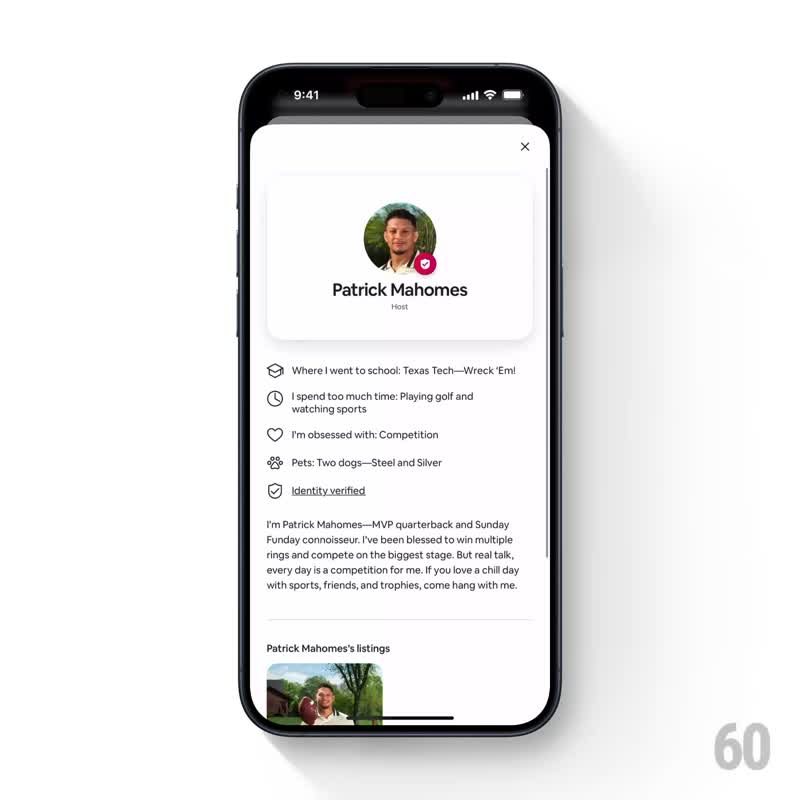 9:41
Patrick Mahomes
Host
Where I went to school: Texas Tech—Wreck ‘Em!
I spend too much time: Playing golf and
watching sports
I’m obsessed with: Competition
Pets: Two dogs—Steel and Silver
Identity verified
I’m Patrick Mahomes—MVP quarterback and Sunday
Funday connoisseur. I’ve been blessed to win multiple
rings and compete on the biggest stage. But real talk,
every day is a competition for me. If you love a chill day
with sports, friends, and trophies, come hang with me.
Patrick Mahomes’s listings
60